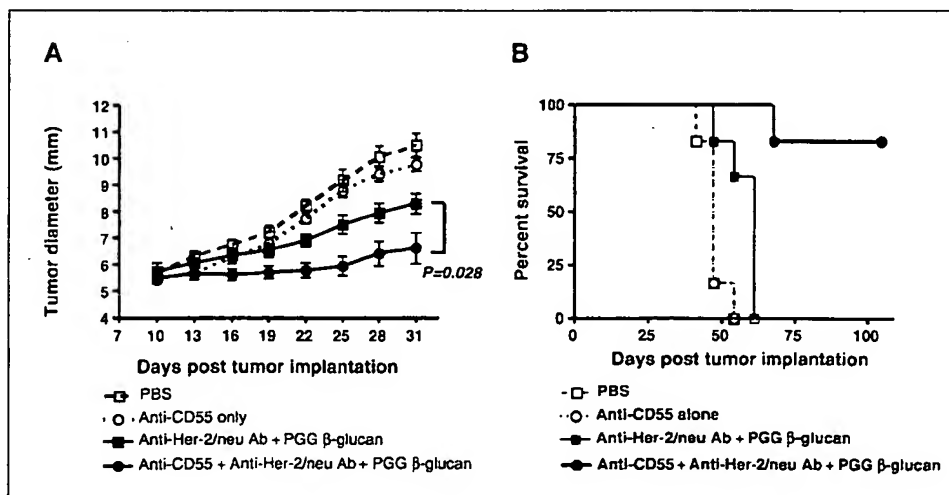 A
B
Tumor diameter (mm)
12
11
10
9
8
7
6
5
4
7 10 13 16 19 22 25 28 31
P=0.028
Days post tumor implantation
PBS
Anti-CD55 only
Anti-Her-2/neu Ab + PGG β-glucan
Anti-CD55 + Anti-Her-2/neu Ab + PGG β-glucan
Percent survival
100
75
50
25
0
0 25 50 75 100
Days post tumor implantation
PBS
Anti-CD55 alone
Anti-Her-2/neu Ab + PGG β-glucan
Anti-CD55 + Anti-Her-2/neu Ab + PGG β-glucan